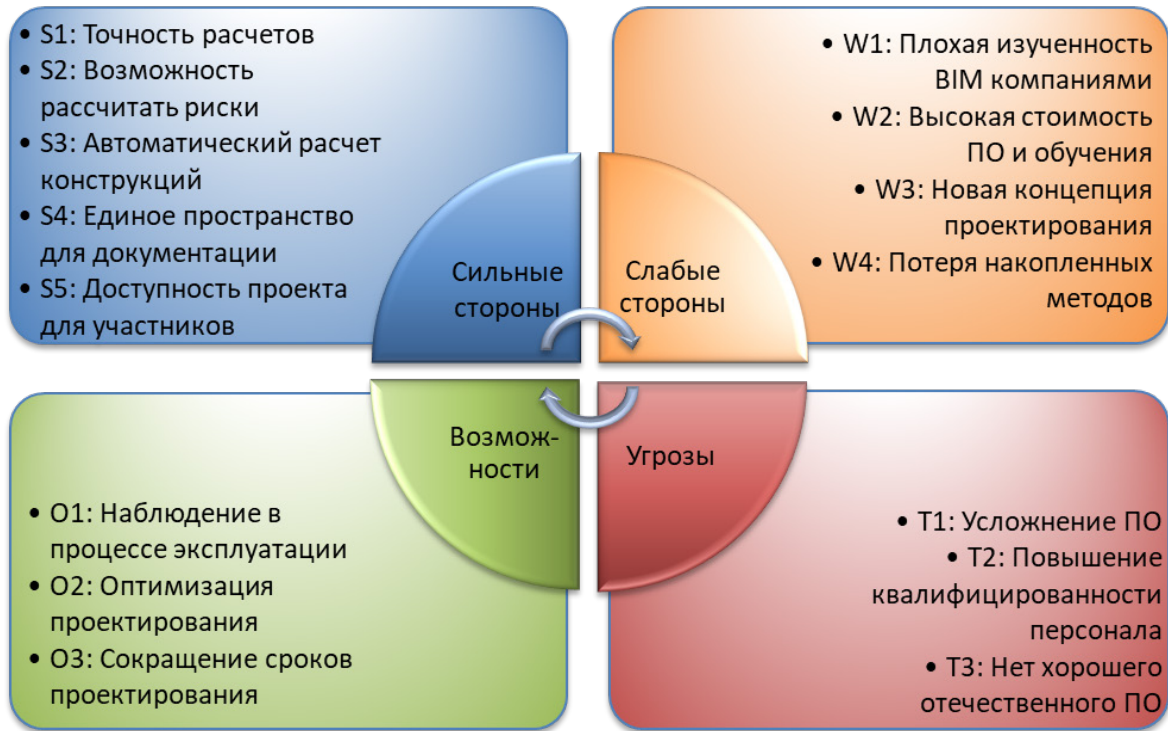 • S1: Точность расчетов
• S2: Возможность
рассчитать риски
• S3: Автоматический расчет
конструкций
• S4: Единое пространство
для документации
• S5: Доступность проекта
для участников
• W1: Плохая изученность
BIM компаниями
• W2: Высокая стоимость
ПО и обучения
• W3: Новая концепция
проектирования
• W4: Потеря накопленных
методов
Сильные
стороны
Слабые
стороны
Возмож-
ности
Угрозы
• O1: Наблюдение в
процессе эксплуатации
• O2: Оптимизация
проектирования
• O3: Сокращение сроков
проектирования
• T1: Усложнение ПО
• T2: Повышение
квалифицированности
персонала
• T3: Нет хорошего
отечественного ПО